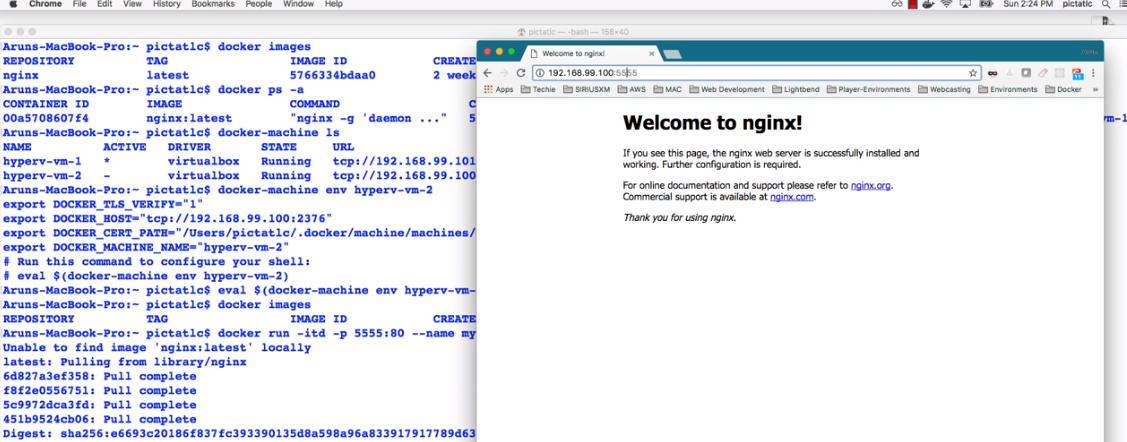 Chrome File Edit View History Bookmarks People Window Help Sun 2:24 PM pictatlc
pictatlc — -bash — 158×40
Aruns-MacBook-Pro:~ pictatlc$ docker images
REPOSITORY TAG IMAGE ID CREATE
nginx latest 5766334bdaa0 2 week
Aruns-MacBook-Pro:~ pictatlc$ docker ps -a
CONTAINER ID IMAGE COMMAND C
00a5708607f4 nginx:latest "nginx -g 'daemon ..." 5
Aruns-MacBook-Pro:~ pictatlc$ docker-machine ls
NAME ACTIVE DRIVER STATE URL
hyperv-vm-1 * virtualbox Running tcp://192.168.99.101
hyperv-vm-2 - virtualbox Running tcp://192.168.99.100
Aruns-MacBook-Pro:~ pictatlc$ docker-machine env hyperv-vm-2
export DOCKER_TLS_VERIFY="1"
export DOCKER_HOST="tcp://192.168.99.100:2376"
export DOCKER_CERT_PATH="/Users/pictatlc/.docker/machine/machines/
export DOCKER_MACHINE_NAME="hyperv-vm-2"
# Run this command to configure your shell:
# eval $(docker-machine env hyperv-vm-2)
Aruns-MacBook-Pro:~ pictatlc$ eval $(docker-machine env hyperv-vm-
Aruns-MacBook-Pro:~ pictatlc$ docker images
REPOSITORY TAG IMAGE ID CREATE
Aruns-MacBook-Pro:~ pictatlc$ docker run -itd -p 5555:80 --name my
Unable to find image 'nginx:latest' locally
latest: Pulling from library/nginx
6d827a3ef358: Pull complete
f8f2e0556751: Pull complete
5c9972dca3fd: Pull complete
451b9524cb06: Pull complete
Digest: sha256:e6693c20186f837fc393390135d8a598a96a833917917789d63
Welcome to nginx!
192.168.99.100:5555
11
Apps Techie SIRIUSXM AWS MAC Web Development Lightbend Player-Environments Webcasting Environments Docker »
Welcome to nginx!
If you see this page, the nginx web server is successfully installed and
working. Further configuration is required.
For online documentation and support please refer to nginx.org.
Commercial support is available at nginx.com.
Thank you for using nginx.
vm-1